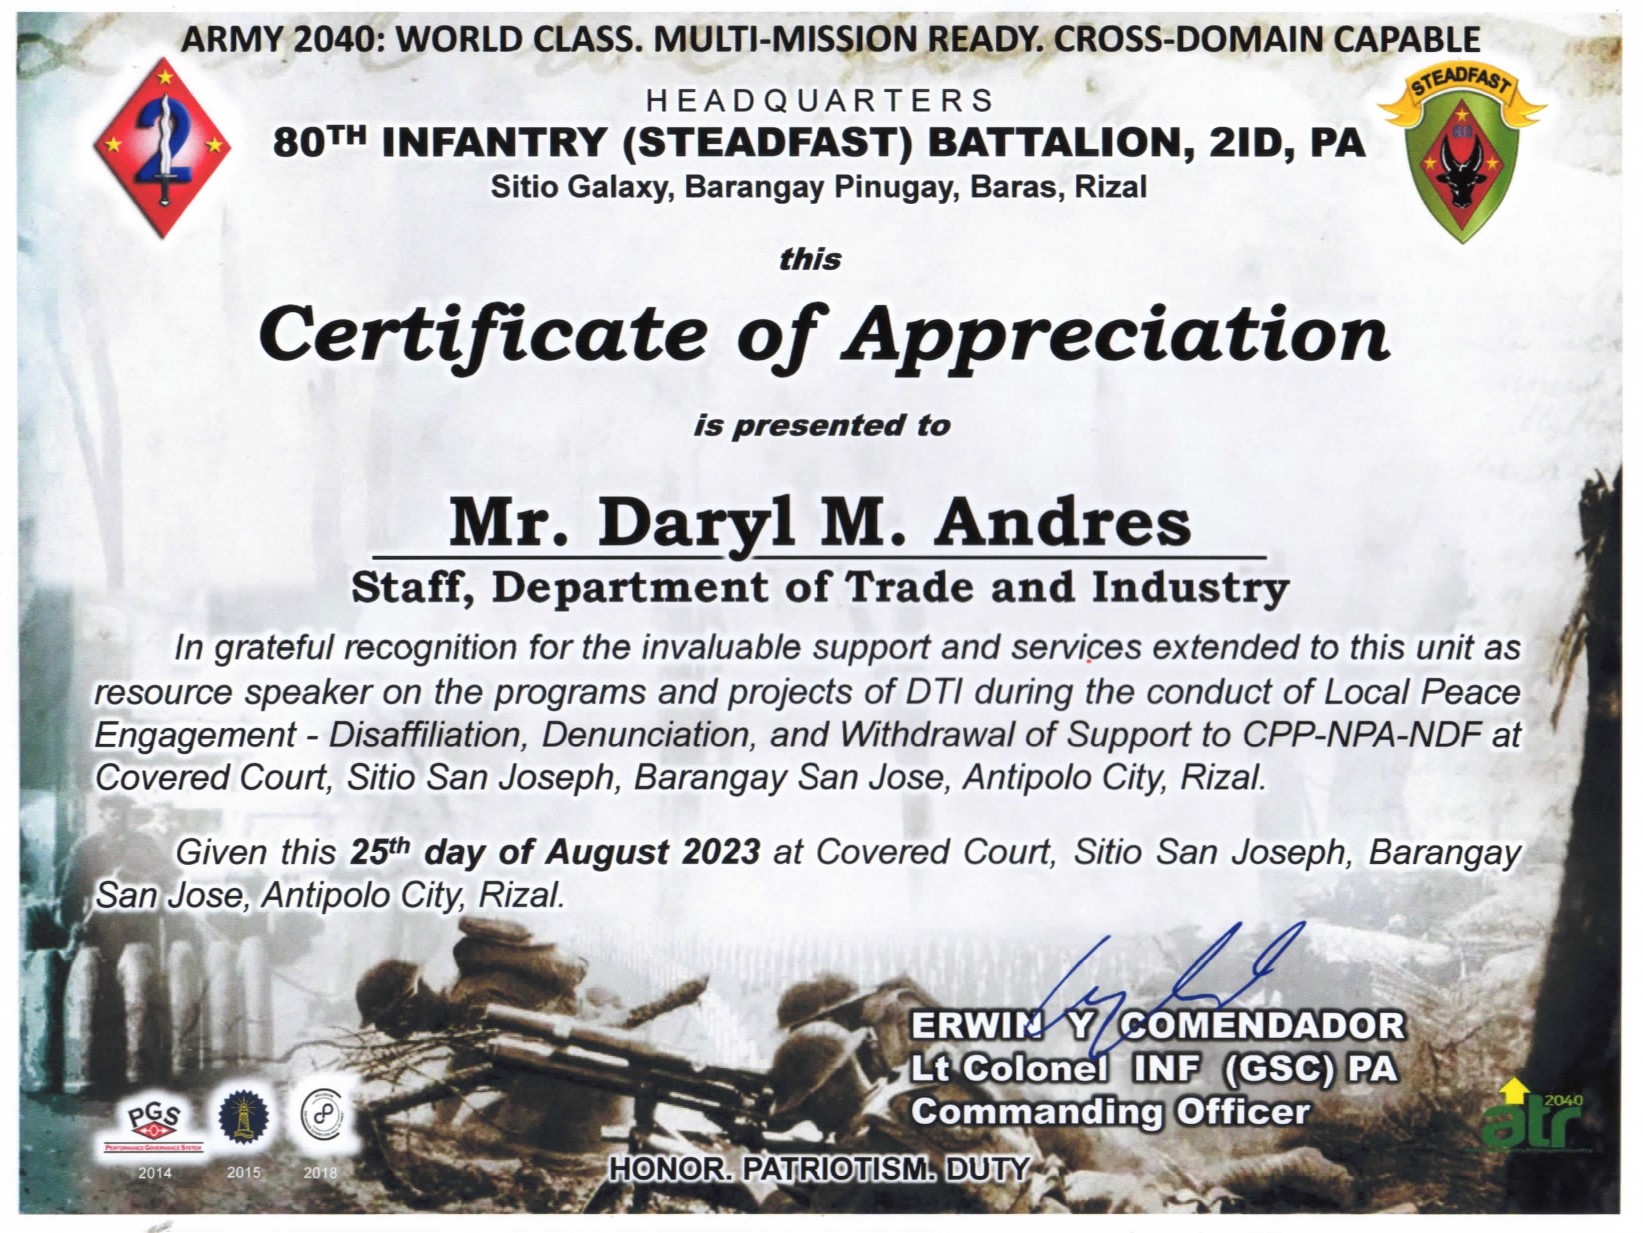 ARMY 2040: WORLD CLASS. MULTI-MISSION READY. CROSS-DOMAIN CAPABLE
2
STEADFAST
80
HEADQUARTERS
80TH INFANTRY (STEADFAST) BATTALION, 2ID, PA
Sitio Galaxy, Barangay Pinugay, Baras, Rizal
this
Certificate of Appreciation
is presented to
Mr. Daryl M. Andres
Staff, Department of Trade and Industry
In grateful recognition for the invaluable support and services extended to this unit as
resource speaker on the programs and projects of DTI during the conduct of Local Peace
Engagement - Disaffiliation, Denunciation, and Withdrawal of Support to CPP-NPA-NDF at
Covered Court, Sitio San Joseph, Barangay San Jose, Antipolo City, Rizal.
Given this 25th day of August 2023 at Covered Court, Sitio San Joseph, Barangay
San Jose, Antipolo City, Rizal.
ERWIN Y COMENDADOR
Lt Colonel INF (GSC) PA
Commanding Officer
PGS
PERFORMANCE GOVERNANCE SYSTEM
2014
2015
2018
atr
2040
HONOR. PATRIOTISM. DUTY